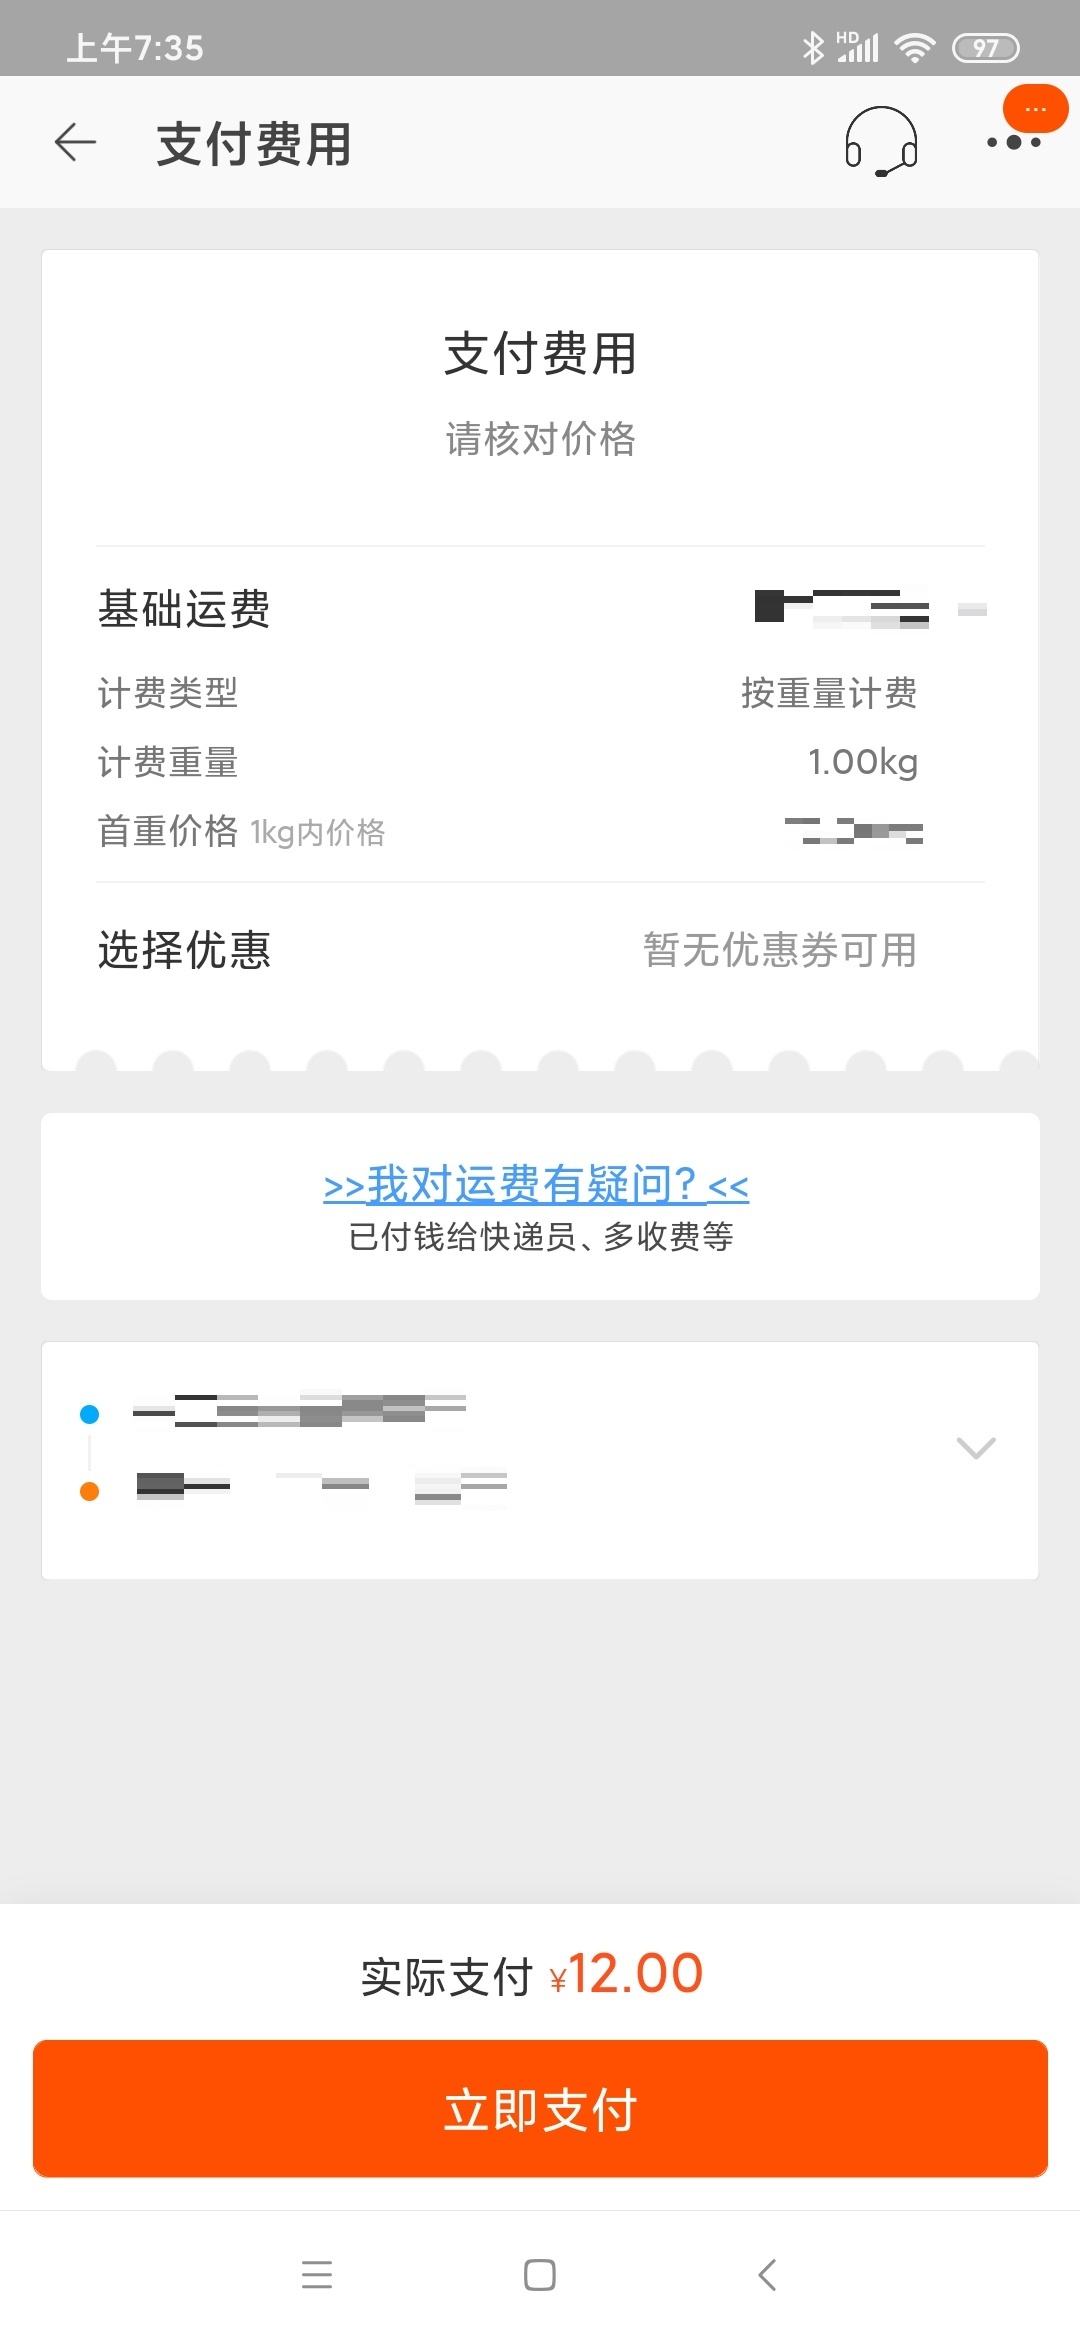 上午7:35
HD
97
支付费用
支付费用
请核对价格
基础运费
计费类型 按重量计费
计费重量 1.00kg
首重价格 1kg内价格
选择优惠 暂无优惠券可用
>>我对运费有疑问? <<
已付钱给快递员、多收费等
实际支付 ¥12.00
立即支付